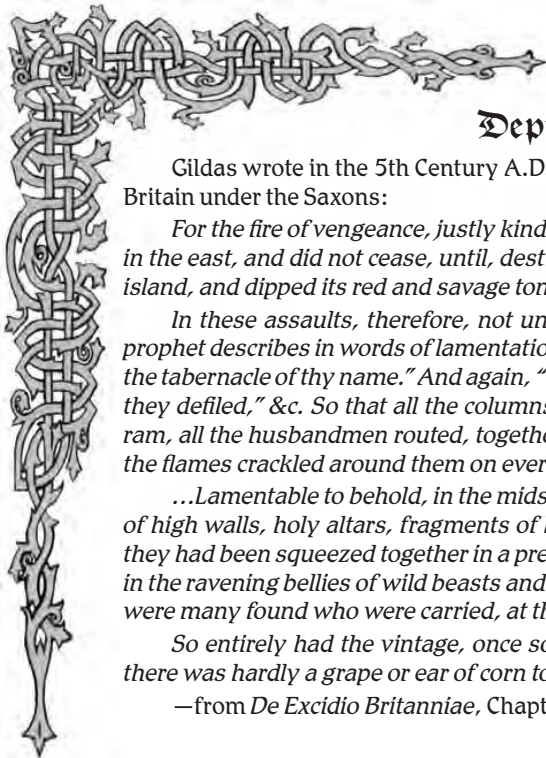 Dep
Gildas wrote in the 5th Century A.D.
Britain under the Saxons:
For the fire of vengeance, justly kind
in the east, and did not cease, until, dest
island, and dipped its red and savage ton
In these assaults, therefore, not un
prophet describes in words of lamentatio
the tabernacle of thy name." And again, "
they defiled," &c. So that all the columns
ram, all the husbandmen routed, togethe
the flames crackled around them on ever
…Lamentable to behold, in the mids
of high walls, holy altars, fragments of
they had been squeezed together in a pre
in the ravening bellies of wild beasts and
were many found who were carried, at th
So entirely had the vintage, once so
there was hardly a grape or ear of corn to
—from De Excidio Britanniae, Chapt